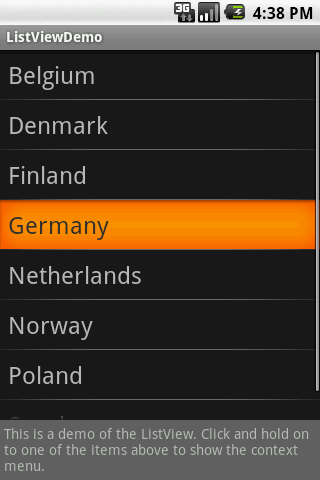 3G 4:38 PM
ListViewDemo
Belgium
Denmark
Finland
Germany
Netherlands
Norway
Poland
This is a demo of the ListView. Click and hold on
to one of the items above to show the context
menu.